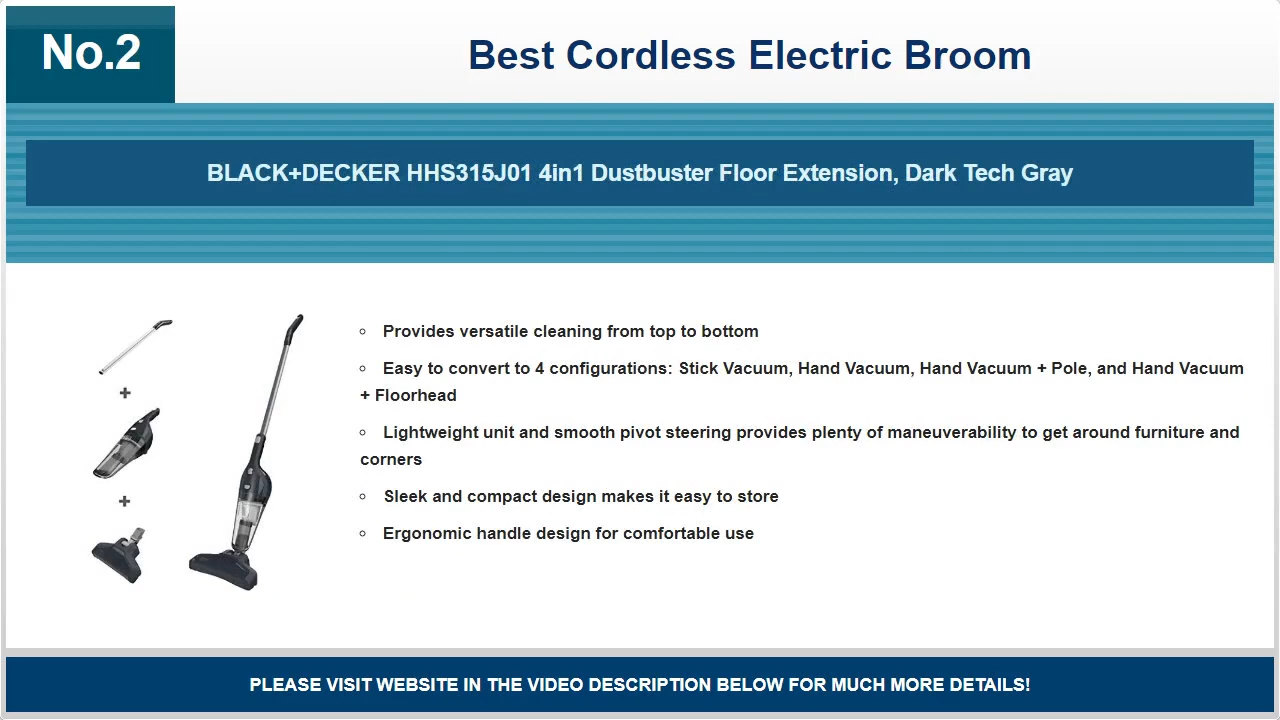 No.2
Best Cordless Electric Broom
BLACK+DECKER HHS315J01 4in1 Dustbuster Floor Extension, Dark Tech Gray
Provides versatile cleaning from top to bottom
Easy to convert to 4 configurations: Stick Vacuum, Hand Vacuum, Hand Vacuum + Pole, and Hand Vacuum
+ Floorhead
Lightweight unit and smooth pivot steering provides plenty of maneuverability to get around furniture and
corners
Sleek and compact design makes it easy to store
Ergonomic handle design for comfortable use
PLEASE VISIT WEBSITE IN THE VIDEO DESCRIPTION BELOW FOR MUCH MORE DETAILS!